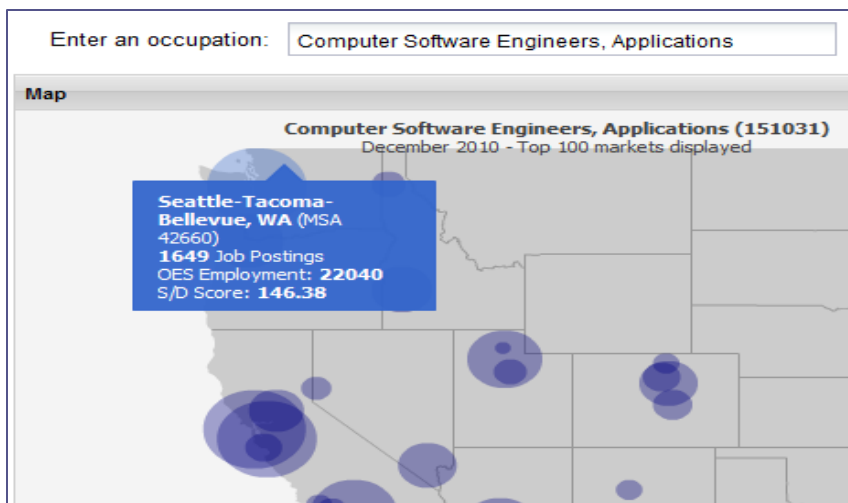 Enter an occupation: Computer Software Engineers, Applications
Map
Computer Software Engineers, Applications (151031)
December 2010 - Top 100 markets displayed
Seattle-Tacoma-
Bellevue, WA (MSA
42660)
1649 Job Postings
OES Employment: 22040
S/D Score: 146.38